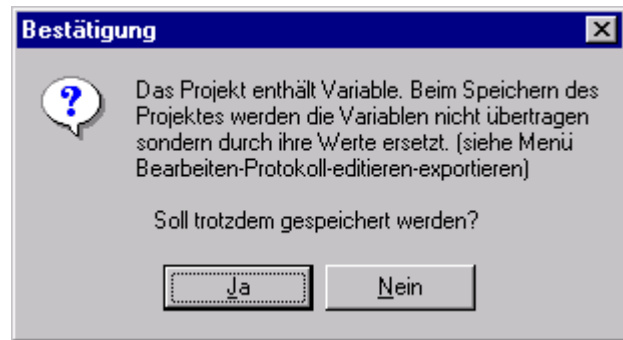 Bestätigung
Das Projekt enthält Variable. Beim Speichern des
Projektes werden die Variablen nicht übertragen
sondern durch ihre Werte ersetzt. (siehe Menü
Bearbeiten-Protokoll-editieren-exportieren)
Soll trotzdem gespeichert werden?
Ja Nein